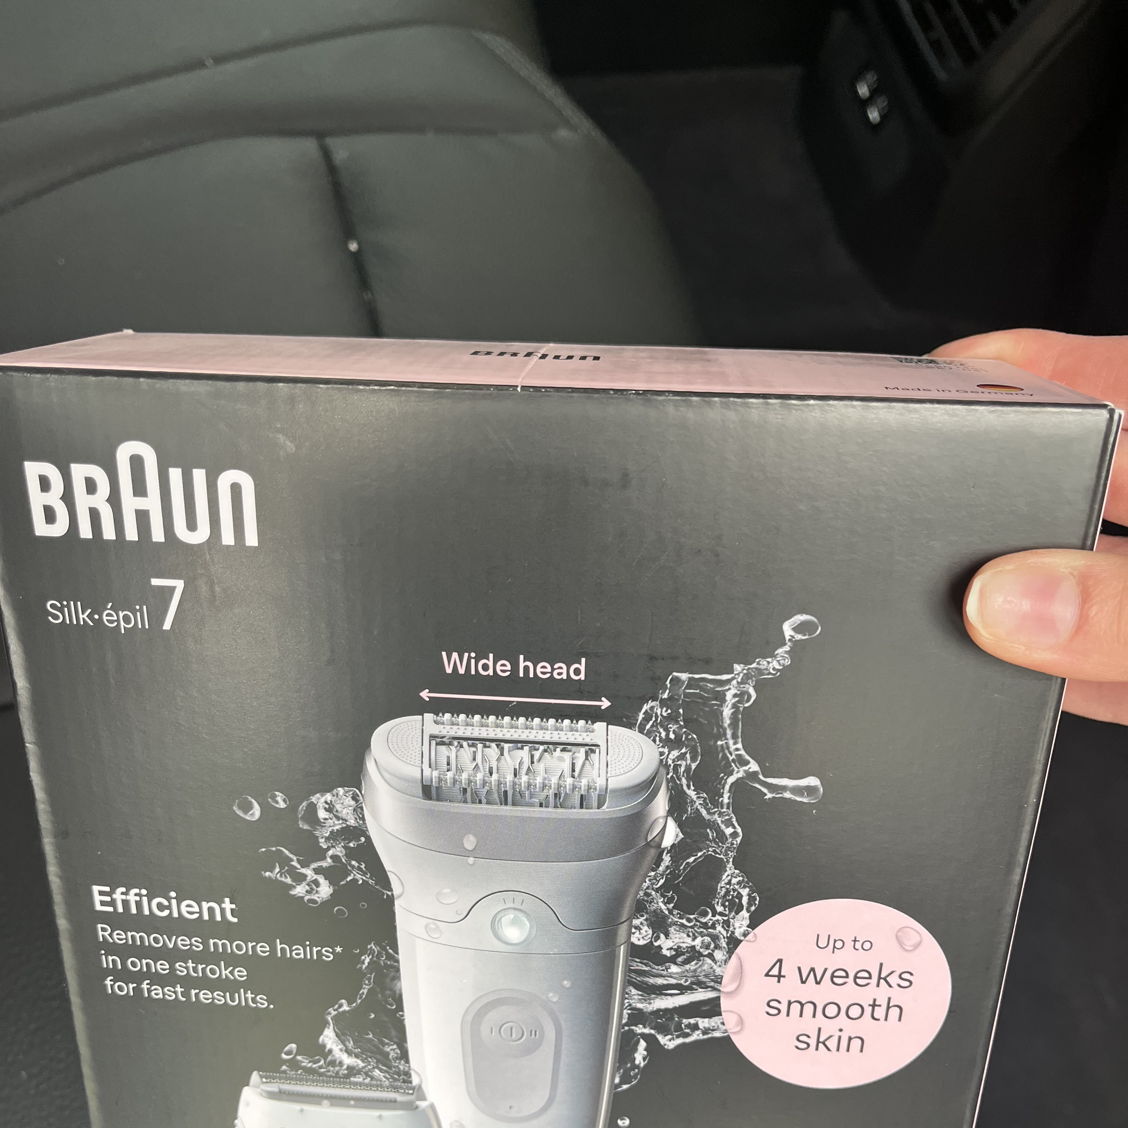 BRAUN
Made in Germany
BRAUN
Silk·épil 7
Wide head
Efficient
Removes more hairs*
in one stroke
for fast results.
Up to
4 weeks
smooth
skin